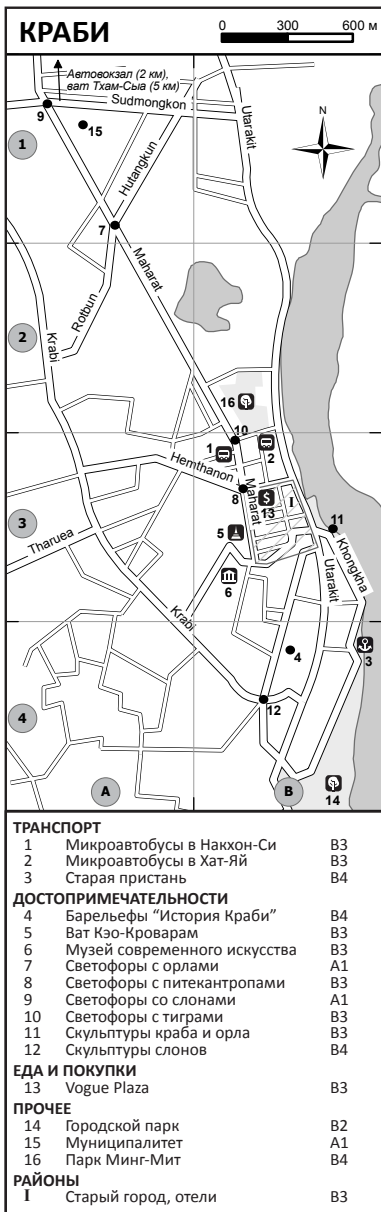 КРАБИ
0 300 600 м
Автовокзал (2 км),
ват Тхам-Сыа (5 км)
Sudmongkon
Utarakit
N
9
15
1
Hutangkun
7
Maharat
Rotbun
Krabi
2
16
10
1
2
Hemthanon
8
Maharat
13
I
11
3
5
6
Tharuea
Khongkha
Utarakit
Krabi
4
3
12
4
A
B
14
ТРАНСПОРТ
1 Микроавтобусы в Накхон-Си B3
2 Микроавтобусы в Хат-Яй B3
3 Старая пристань B4
ДОСТОПРИМЕЧАТЕЛЬНОСТИ
4 Барельефы “История Краби” B4
5 Ват Кэо-Кроварам B3
6 Музей современного искусства B3
7 Светофоры с орлами A1
8 Светофоры с питекантропами B3
9 Светофоры со слонами A1
10 Светофоры с тиграми B3
11 Скульптуры краба и орла B3
12 Скульптуры слонов B4
ЕДА И ПОКУПКИ
13 Vogue Plaza B3
ПРОЧЕЕ
14 Городской парк B2
15 Муниципалитет A1
16 Парк Минг-Мит B4
РАЙОНЫ
I Старый город, отели B3